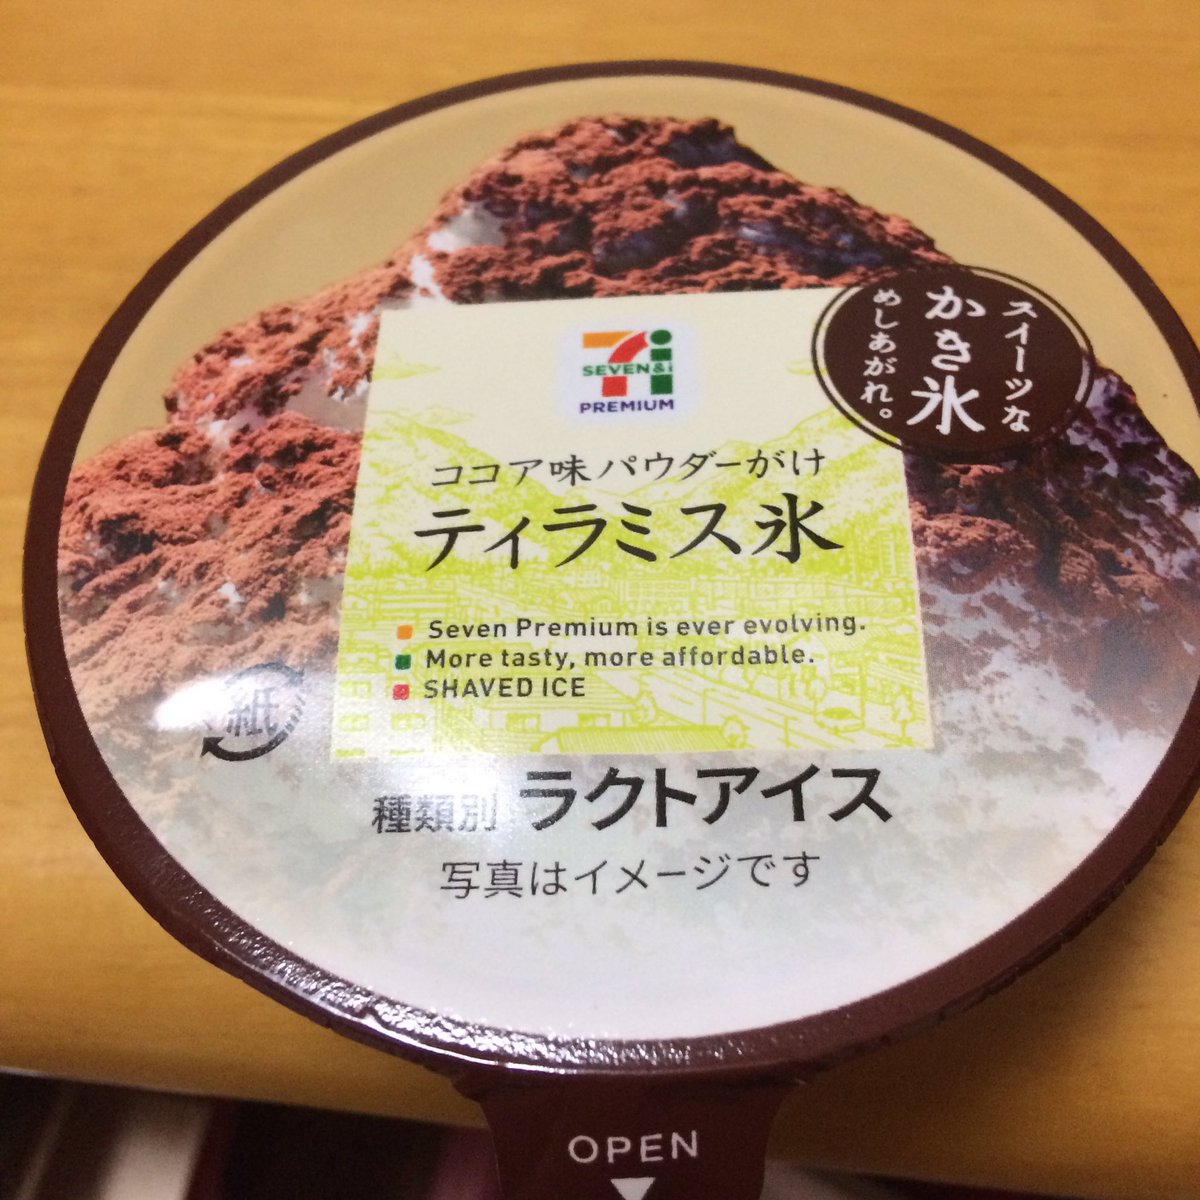 SEVEN&i
PREMIUM
スイーツな
かき氷
めしあがれ。
ココア味パウダーがけ
ティラミス氷
Seven Premium is ever evolving.
More tasty, more affordable.
SHAVED ICE
紙
種類別 ラクトアイス
写真はイメージです
OPEN